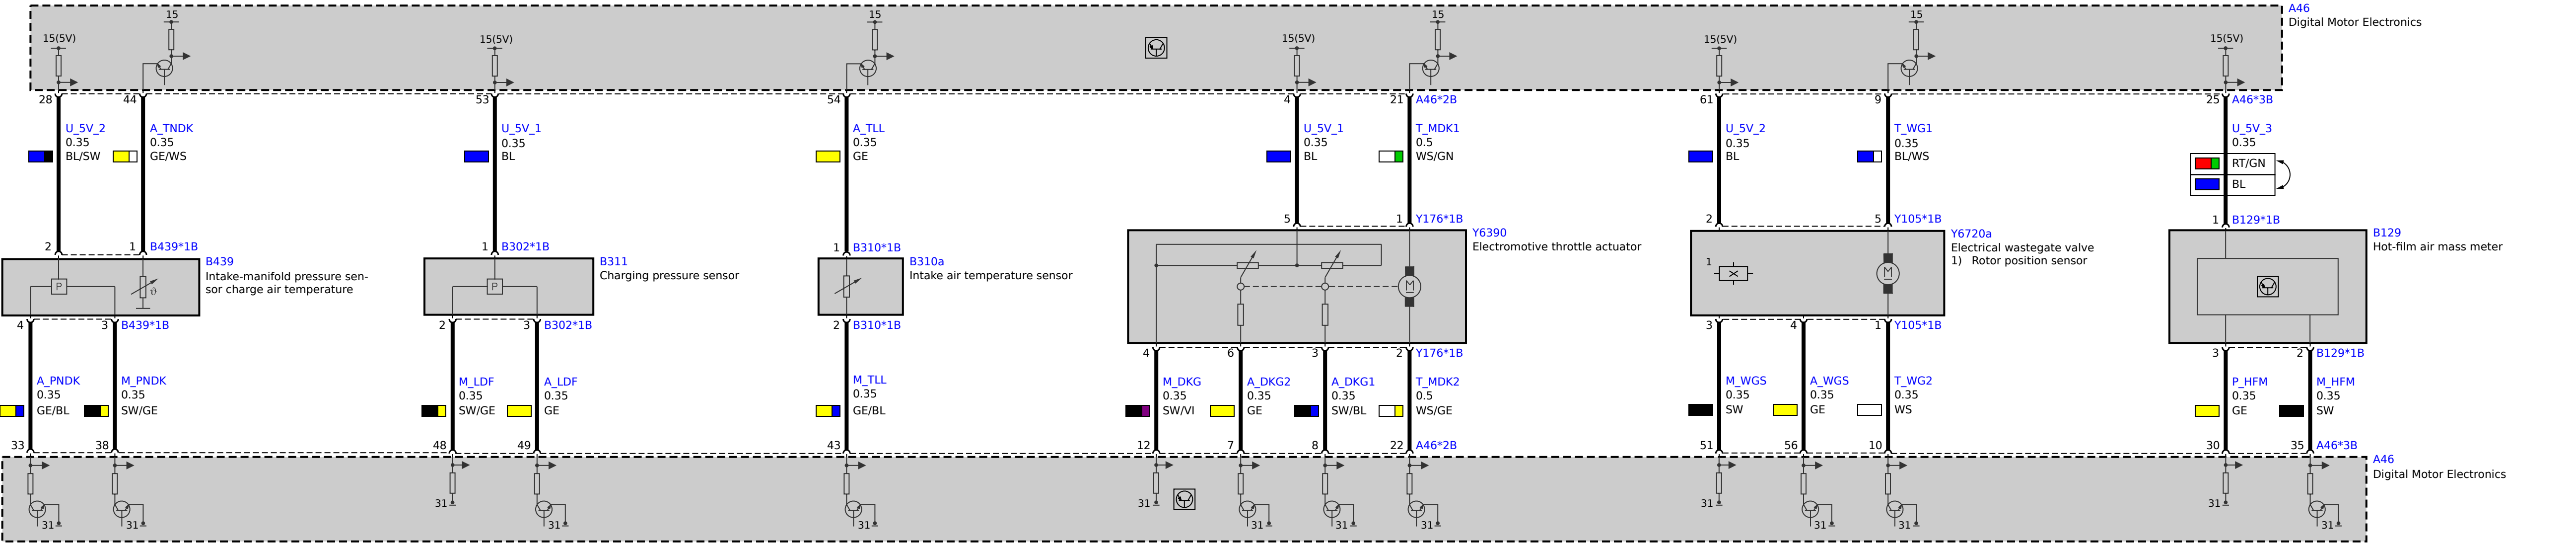 15
15
15
15
A46
Digital Motor Electronics
15(5V)
15(5V)
15(5V)
15(5V)
15(5V)
28
44
53
54
4
21
A46*2B
61
9
25
A46*3B
U_5V_2
0.35
BL/SW
A_TNDK
0.35
GE/WS
U_5V_1
0.35
BL
A_TLL
0.35
GE
U_5V_1
0.35
BL
T_MDK1
0.5
WS/GN
U_5V_2
0.35
BL
T_WG1
0.35
BL/WS
U_5V_3
0.35
RT/GN
BL
2
1
B439*1B
1
B302*1B
1
B310*1B
5
1
Y176*1B
2
5
Y105*1B
1
B129*1B
B439
Intake-manifold pressure sen-
sor charge air temperature
P
ϑ
B311
Charging pressure sensor
P
B310a
Intake air temperature sensor
Y6390
Electromotive throttle actuator
M
Y6720a
Electrical wastegate valve
1) Rotor position sensor
1
M
B129
Hot-film air mass meter
4
3
B439*1B
2
3
B302*1B
2
B310*1B
4
6
3
2
Y176*1B
3
4
1
Y105*1B
3
2
B129*1B
A_PNDK
0.35
GE/BL
M_PNDK
0.35
SW/GE
M_LDF
0.35
SW/GE
A_LDF
0.35
GE
M_TLL
0.35
GE/BL
M_DKG
0.35
SW/VI
A_DKG2
0.35
GE
A_DKG1
0.35
SW/BL
T_MDK2
0.5
WS/GE
M_WGS
0.35
SW
A_WGS
0.35
GE
T_WG2
0.35
WS
P_HFM
0.35
GE
M_HFM
0.35
SW
33
38
48
49
43
12
7
8
22
A46*2B
51
56
10
30
35
A46*3B
A46
Digital Motor Electronics
31
31
31
31
31
31
31
31
31
31
31
31
31
31